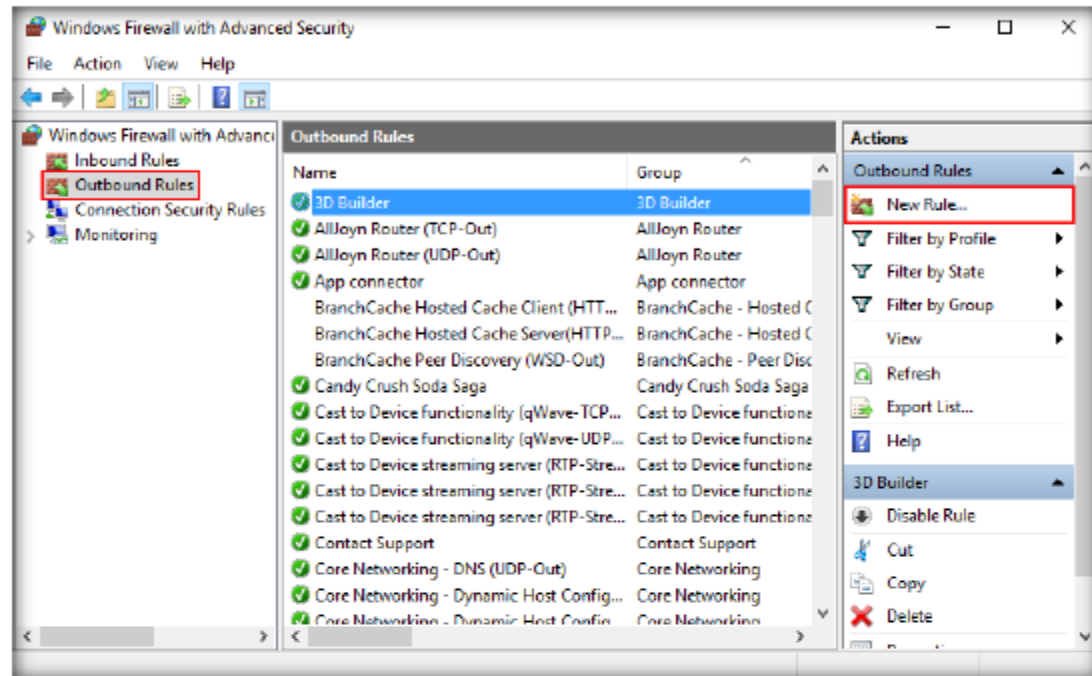 Windows Firewall with Advanced Security
File Action View Help
Windows Firewall with Advanc
Inbound Rules
Outbound Rules
Connection Security Rules
Monitoring
Outbound Rules
Name Group
3D Builder 3D Builder
AllJoyn Router (TCP-Out) AllJoyn Router
AllJoyn Router (UDP-Out) AllJoyn Router
App connector App connector
BranchCache Hosted Cache Client (HTT... BranchCache - Hosted C
BranchCache Hosted Cache Server(HTTP... BranchCache - Hosted C
BranchCache Peer Discovery (WSD-Out) BranchCache - Peer Disc
Candy Crush Soda Saga Candy Crush Soda Saga
Cast to Device functionality (qWave-TCP... Cast to Device functiona
Cast to Device functionality (qWave-UDP... Cast to Device functiona
Cast to Device streaming server (RTP-Stre... Cast to Device functiona
Cast to Device streaming server (RTP-Stre... Cast to Device functiona
Cast to Device streaming server (RTP-Stre... Cast to Device functiona
Contact Support Contact Support
Core Networking - DNS (UDP-Out) Core Networking
Core Networking - Dynamic Host Config... Core Networking
Core Networking - Dynamic Host Config... Core Networking
Actions
Outbound Rules
New Rule...
Filter by Profile
Filter by State
Filter by Group
View
Refresh
Export List...
Help
3D Builder
Disable Rule
Cut
Copy
Delete